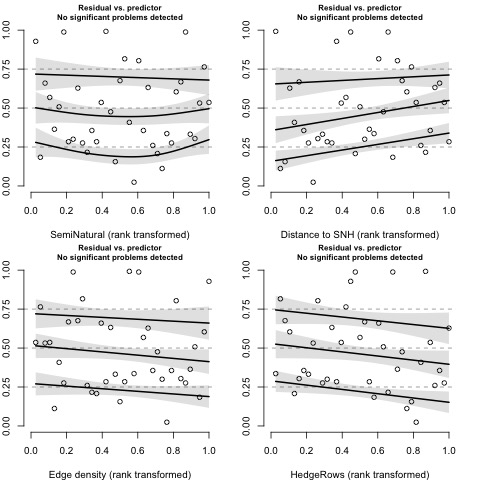 Residual vs. predictor
No significant problems detected
1.00
0.75
0.50
0.25
0.00
0.0 0.2 0.4 0.6 0.8 1.0
SemiNatural (rank transformed)
Residual vs. predictor
No significant problems detected
1.00
0.75
0.50
0.25
0.00
0.0 0.2 0.4 0.6 0.8 1.0
Distance to SNH (rank transformed)
Residual vs. predictor
No significant problems detected
1.00
0.75
0.50
0.25
0.00
0.0 0.2 0.4 0.6 0.8 1.0
Edge density (rank transformed)
Residual vs. predictor
No significant problems detected
1.00
0.75
0.50
0.25
0.00
0.0 0.2 0.4 0.6 0.8 1.0
HedgeRows (rank transformed)